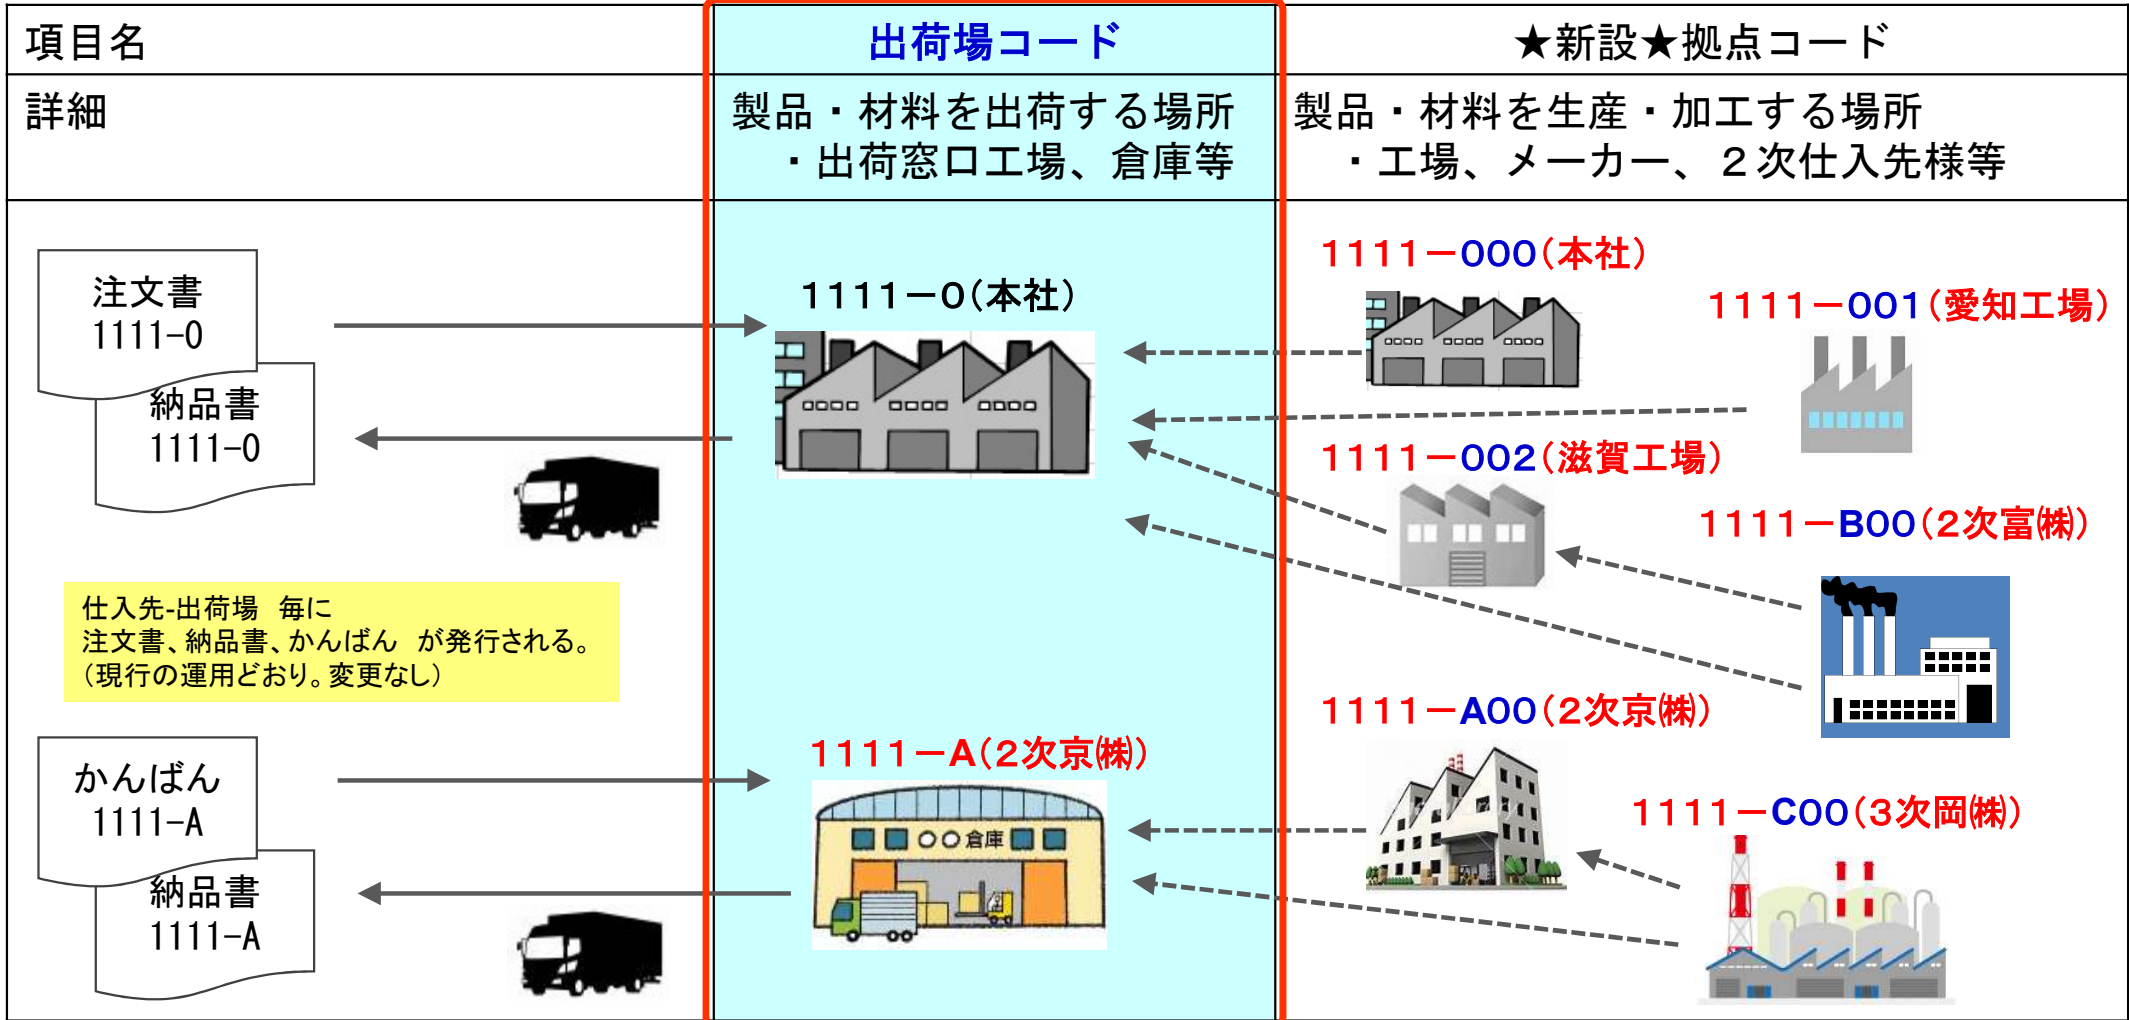 項目名
出荷場コード
★新設★拠点コード
詳細
製品・材料を出荷する場所
・出荷窓口工場、倉庫等
製品・材料を生産・加工する場所
・工場、メーカー、２次仕入先様等
注文書
1111-0
納品書
1111-0
仕入先-出荷場　毎に
注文書、納品書、かんばん　が発行される。
（現行の運用どおり。変更なし）
かんばん
1111-A
納品書
1111-A
１１１１－０（本社）
１１１１－A（２次京㈱）
○○倉庫
１１１１－０００（本社）
１１１１－００１（愛知工場）
１１１１－００２（滋賀工場）
１１１１－B００（２次富㈱）
１１１１－A００（２次京㈱）
１１１１－C００（３次岡㈱）